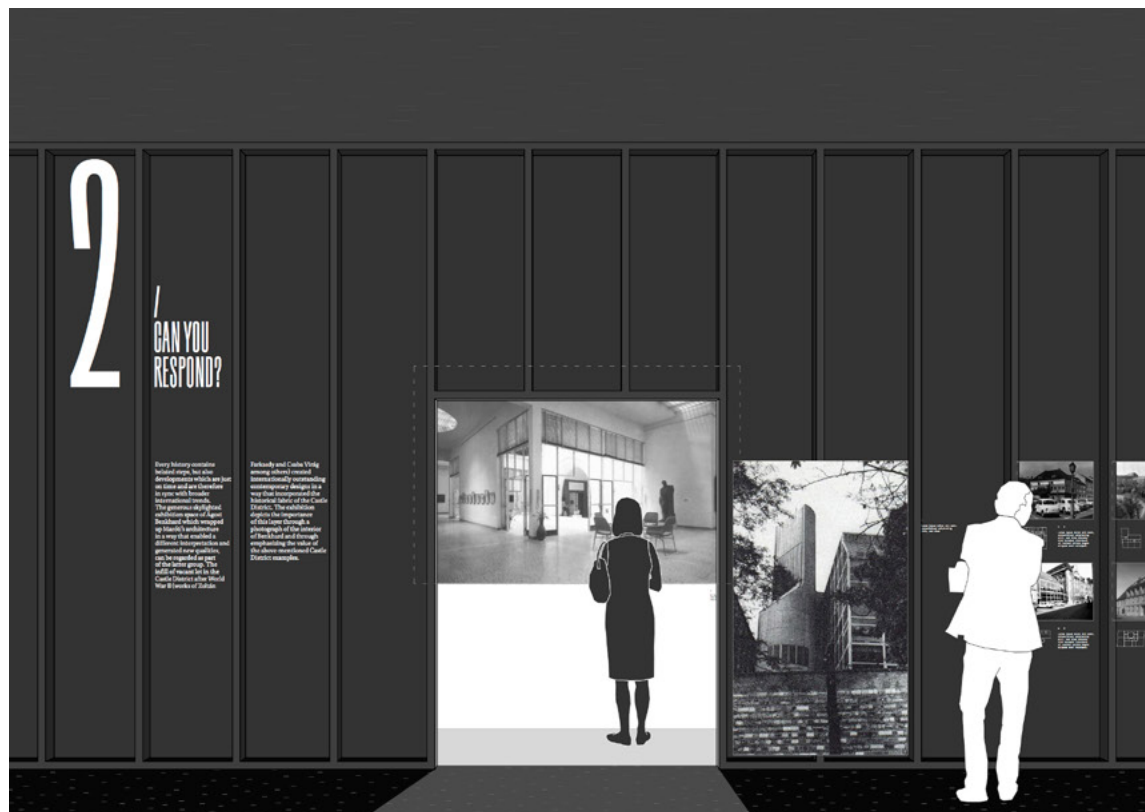 2
/
CAN YOU
RESPOND?
Every history contains
belated steps, but also
developments which are just
on time and are therefore
in sync with broader
international trends.
The generous skylighted
exhibition space of Ágost
Benkhard which wrapped
up Maróti's architecture
in a way that enabled a
different interpretation and
generated new qualities,
can be regarded as part
of the latter group. The
infill of vacant lot in the
Castle District after World
War II (works of Zoltán
Farkasdy and Csaba Virág
among others) created
internationally outstanding
contemporary designs in a
way that incorporated the
historical fabric of the Castle
District. The exhibition
depicts the importance
of this layer through a
photograph of the interior
of Benkhard and through
emphasizing the value of
the above-mentioned Castle
District examples.